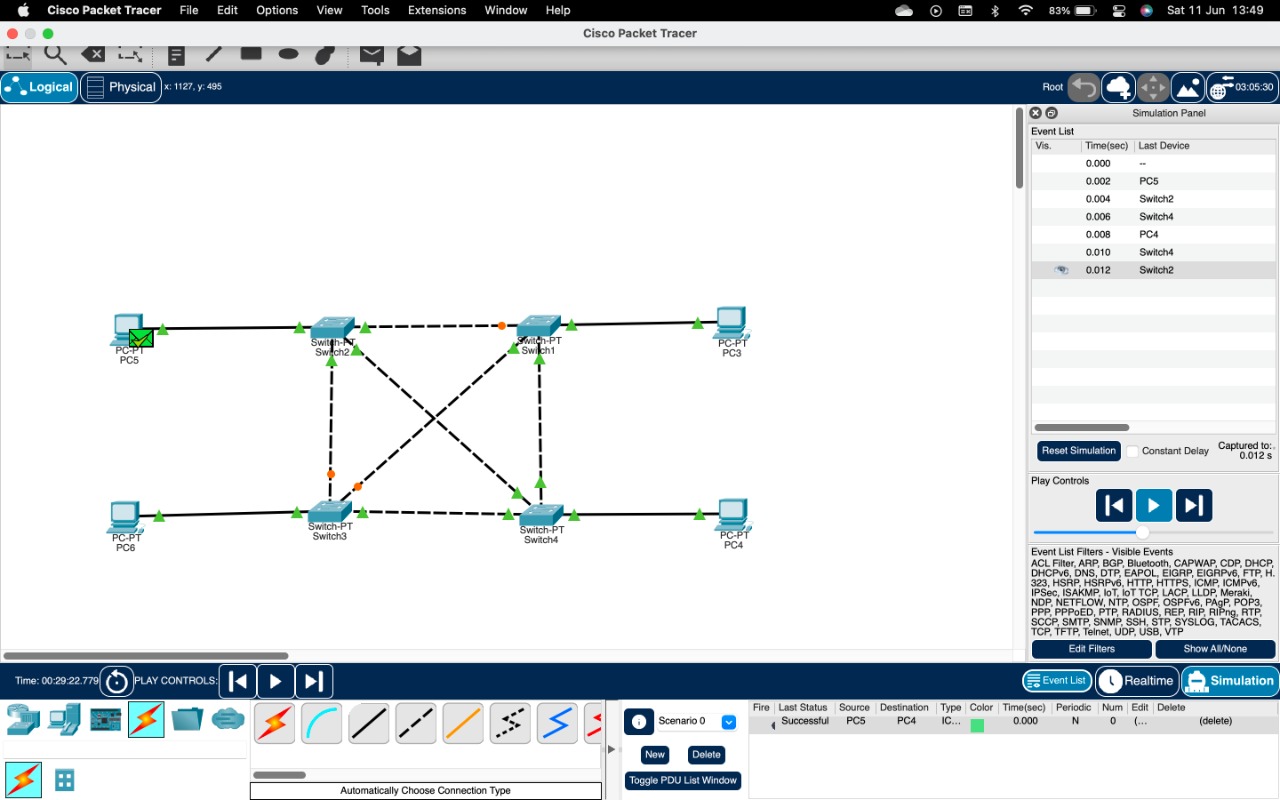 Cisco Packet Tracer File Edit Options View Tools Extensions Window Help 83% Sat 11 Jun 13:49
Cisco Packet Tracer
Logical Physical x: 1127, y: 495 Root 03:05:30
Simulation Panel
Event List
Vis. Time(sec) Last Device
0.000 --
0.002 PC5
0.004 Switch2
0.006 Switch4
0.008 PC4
0.010 Switch4
0.012 Switch2
PC-PT
PC5
Switch-PT
Switch2
Switch-PT
Switch1
PC-PT
PC3
PC-PT
PC6
Switch-PT
Switch3
Switch-PT
Switch4
PC-PT
PC4
Reset Simulation Constant Delay Captured to:.
0.012 s
Play Controls
Event List Filters - Visible Events
ACL Filter, ARP, BGP, Bluetooth, CAPWAP, CDP, DHCP,
DHCPv6, DNS, DTP, EAPOL, EIGRP, EIGRPv6, FTP, H.
323, HSRP, HSRPv6, HTTP, HTTPS, ICMP, ICMPv6,
IPSec, ISAKMP, IoT, IoT TCP, LACP, LLDP, Meraki,
NDP, NETFLOW, NTP, OSPF, OSPFv6, PAgP, POP3,
PPP, PPPoED, PTP, RADIUS, REP, RIP, RIPng, RTP,
SCCP, SMTP, SNMP, SSH, STP, SYSLOG, TACACS,
TCP, TFTP, Telnet, UDP, USB, VTP
Edit Filters Show All/None
Time: 00:29:22.779 PLAY CONTROLS: Event List Realtime Simulation
Scenario 0
New Delete
Toggle PDU List Window
Fire Last Status Source Destination Type Color Time(sec) Periodic Num Edit Delete
Successful PC5 PC4 IC... 0.000 N 0 (... (delete)
Automatically Choose Connection Type